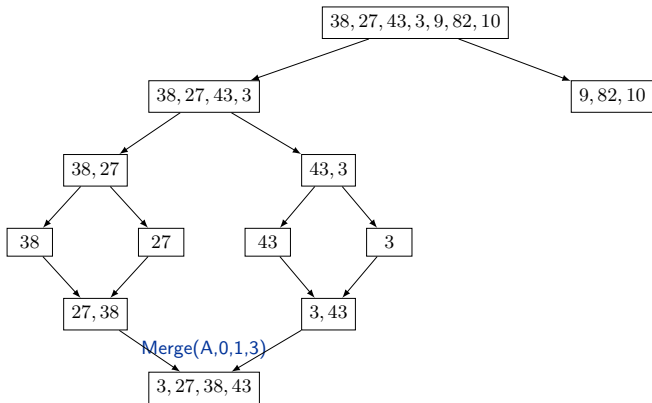 38, 27, 43, 3, 9, 82, 10
38, 27, 43, 3
9, 82, 10
38, 27
43, 3
38
27
43
3
27, 38
3, 43
Merge(A,0,1,3)
3, 27, 38, 43